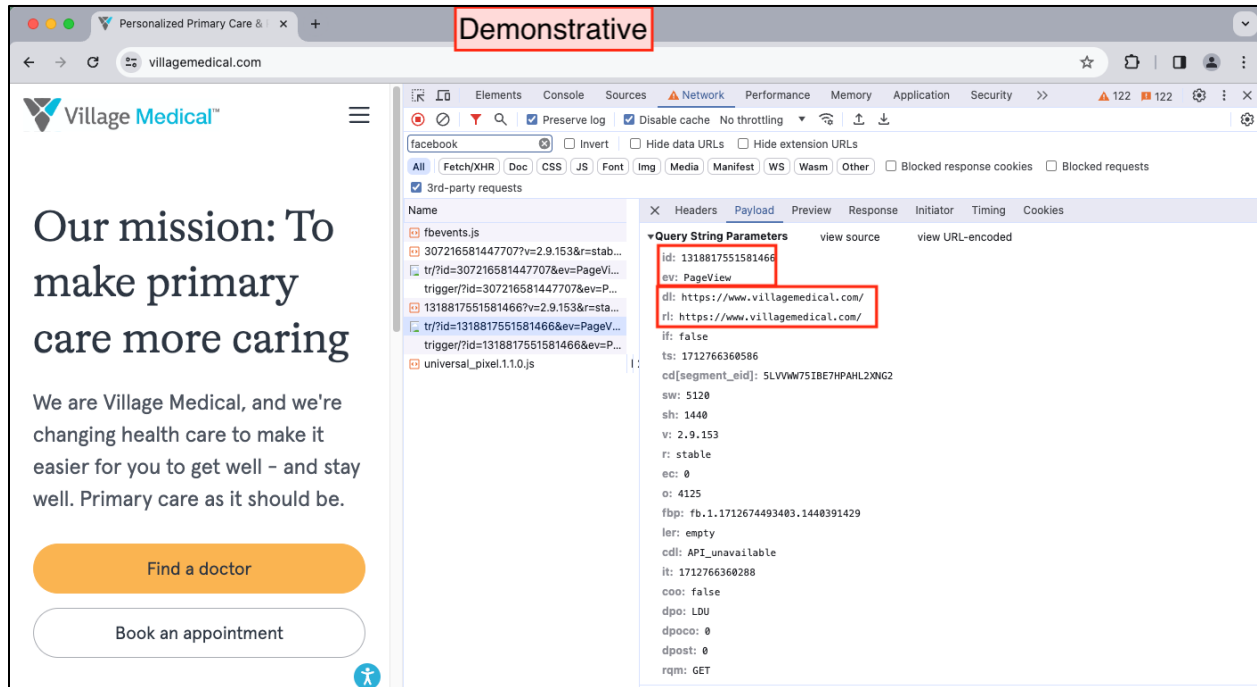 Personalized Primary Care &
Demonstrative
villagemedical.com
Village Medical™
Our mission: To
make primary
care more caring
We are Village Medical, and we're
changing health care to make it
easier for you to get well - and stay
well. Primary care as it should be.
Find a doctor
Book an appointment
Elements Console Sources Network Performance Memory Application Security >> 122 122
Preserve log Disable cache No throttling
facebook Invert Hide data URLs Hide extension URLs
All Fetch/XHR Doc CSS JS Font Img Media Manifest WS Wasm Other Blocked response cookies Blocked requests
3rd-party requests
Name
fbevents.js
307216581447707?v=2.9.153&r=stab...
tr/?id=307216581447707&ev=PageVi...
trigger/?id=307216581447707&ev=P...
1318817551581466?v=2.9.153&r=sta...
tr/?id=1318817551581466&ev=PageV...
trigger/?id=1318817551581466&ev=P...
universal_pixel.1.1.0.js
Headers Payload Preview Response Initiator Timing Cookies
Query String Parameters view source view URL-encoded
id: 1318817551581466
ev: PageView
dl: https://www.villagemedical.com/
rl: https://www.villagemedical.com/
if: false
ts: 1712766360586
cd[segment_eid]: 5LVVWW75IBE7HPAHL2XNG2
sw: 5120
sh: 1440
v: 2.9.153
r: stable
ec: 0
o: 4125
fbp: fb.1.1712674493403.1440391429
ler: empty
cdl: API_unavailable
it: 1712766360288
coo: false
dpo: LDU
dpoco: 0
dpost: 0
rqm: GET